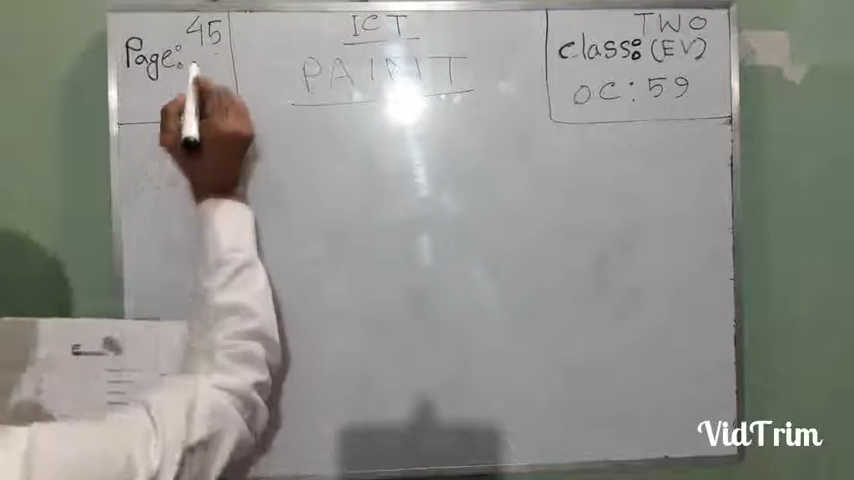 45
Page:
ICT
PAINT
TWO
Class: (EV)
OC: 59
VidTrim